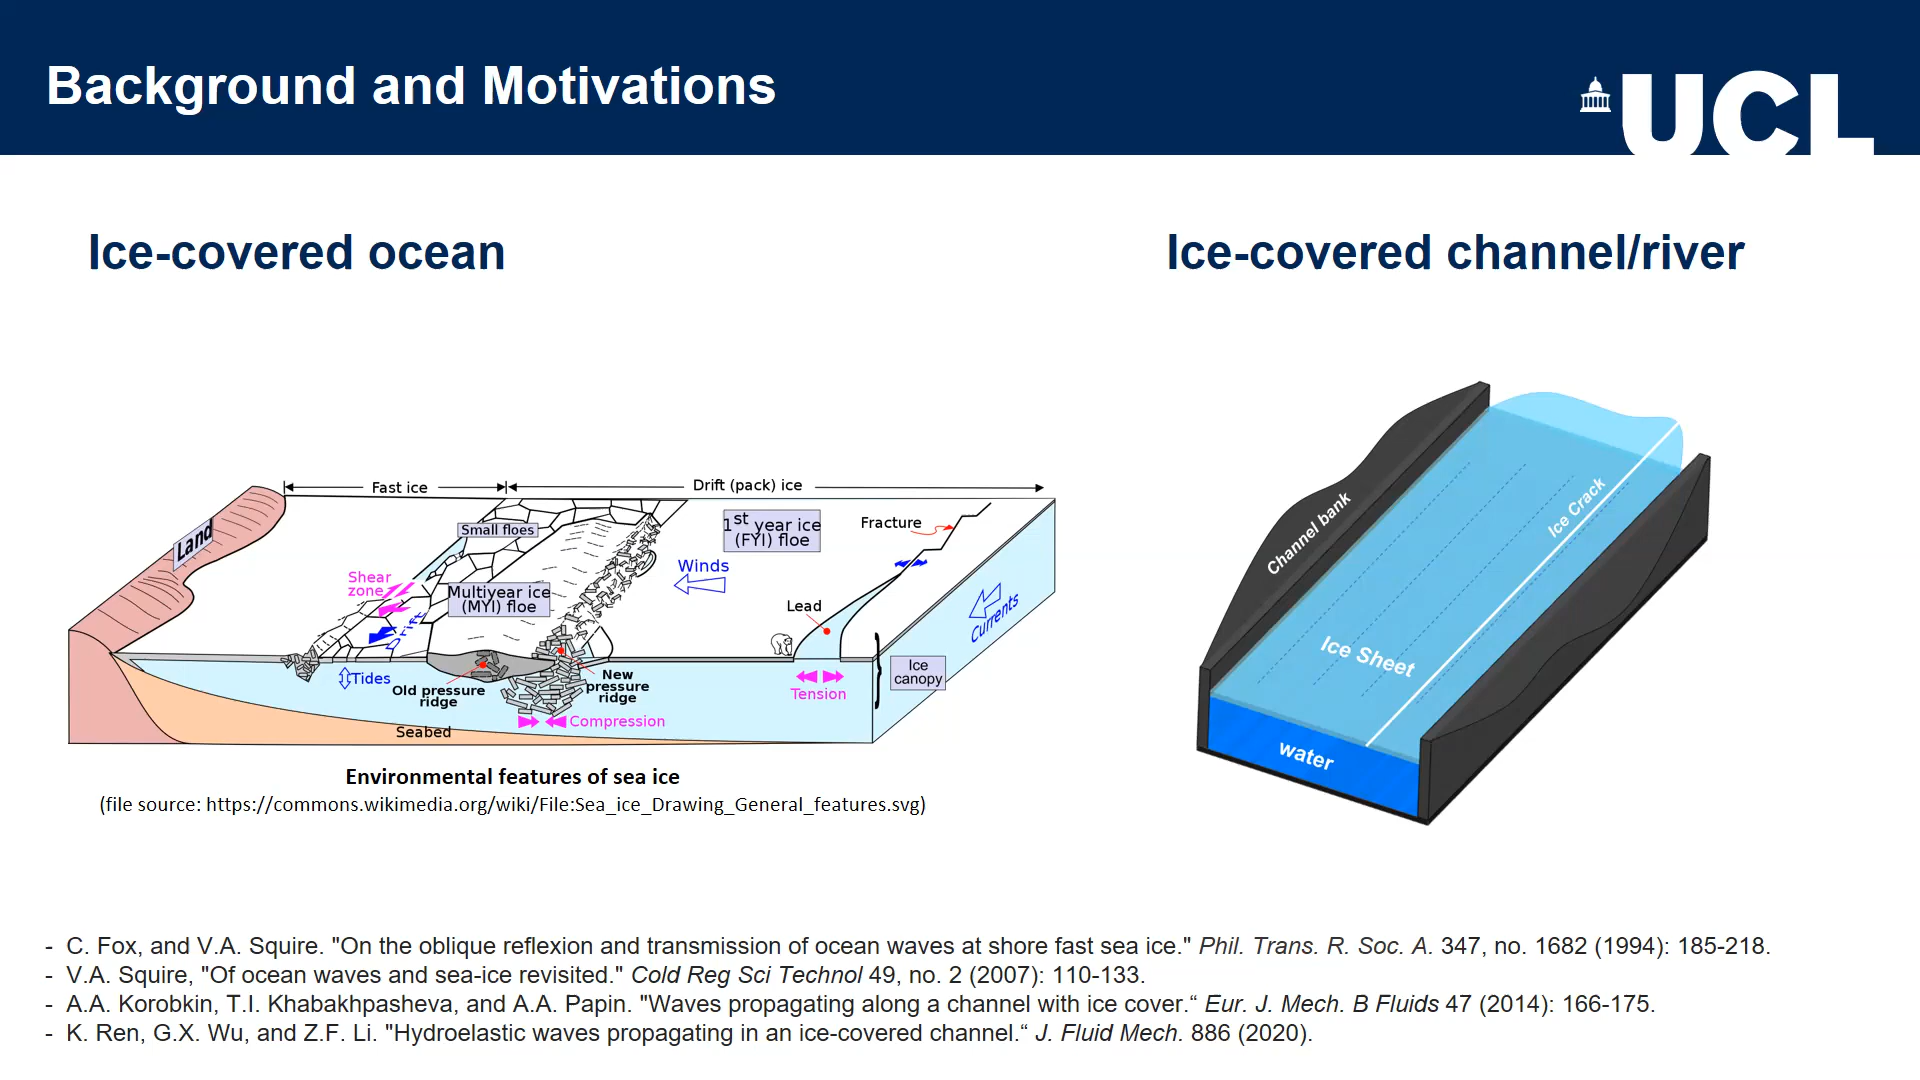 Background and Motivations
UCL
Ice-covered ocean
Ice-covered channel/river
Fast ice
Drift (pack) ice
Land
Small floes
1st year ice
(FYI) floe
Fracture
Shear
zone
Multiyear ice
(MYI) floe
Winds
Lead
Currents
Tides
Old pressure
ridge
New
pressure
ridge
Tension
Ice
canopy
Compression
Seabed
Environmental features of sea ice
(file source: https://commons.wikimedia.org/wiki/File:Sea_ice_Drawing_General_features.svg)
Channel bank
Ice Crack
Ice Sheet
water
- C. Fox, and V.A. Squire. "On the oblique reflexion and transmission of ocean waves at shore fast sea ice." Phil. Trans. R. Soc. A. 347, no. 1682 (1994): 185-218.
- V.A. Squire, "Of ocean waves and sea-ice revisited." Cold Reg Sci Technol 49, no. 2 (2007): 110-133.
- A.A. Korobkin, T.I. Khabakhpasheva, and A.A. Papin. "Waves propagating along a channel with ice cover.“ Eur. J. Mech. B Fluids 47 (2014): 166-175.
- K. Ren, G.X. Wu, and Z.F. Li. "Hydroelastic waves propagating in an ice-covered channel.“ J. Fluid Mech. 886 (2020).